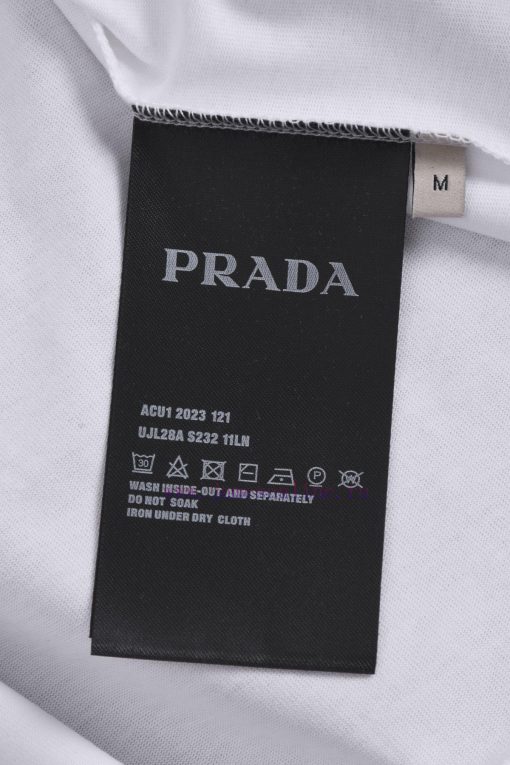 M
PRADA
ACU1 2023 121
UJL28A S232 11LN
30
P
W
WASH INSIDE-OUT AND SEPARATELY
DO NOT SOAK
IRON UNDER DRY CLOTH